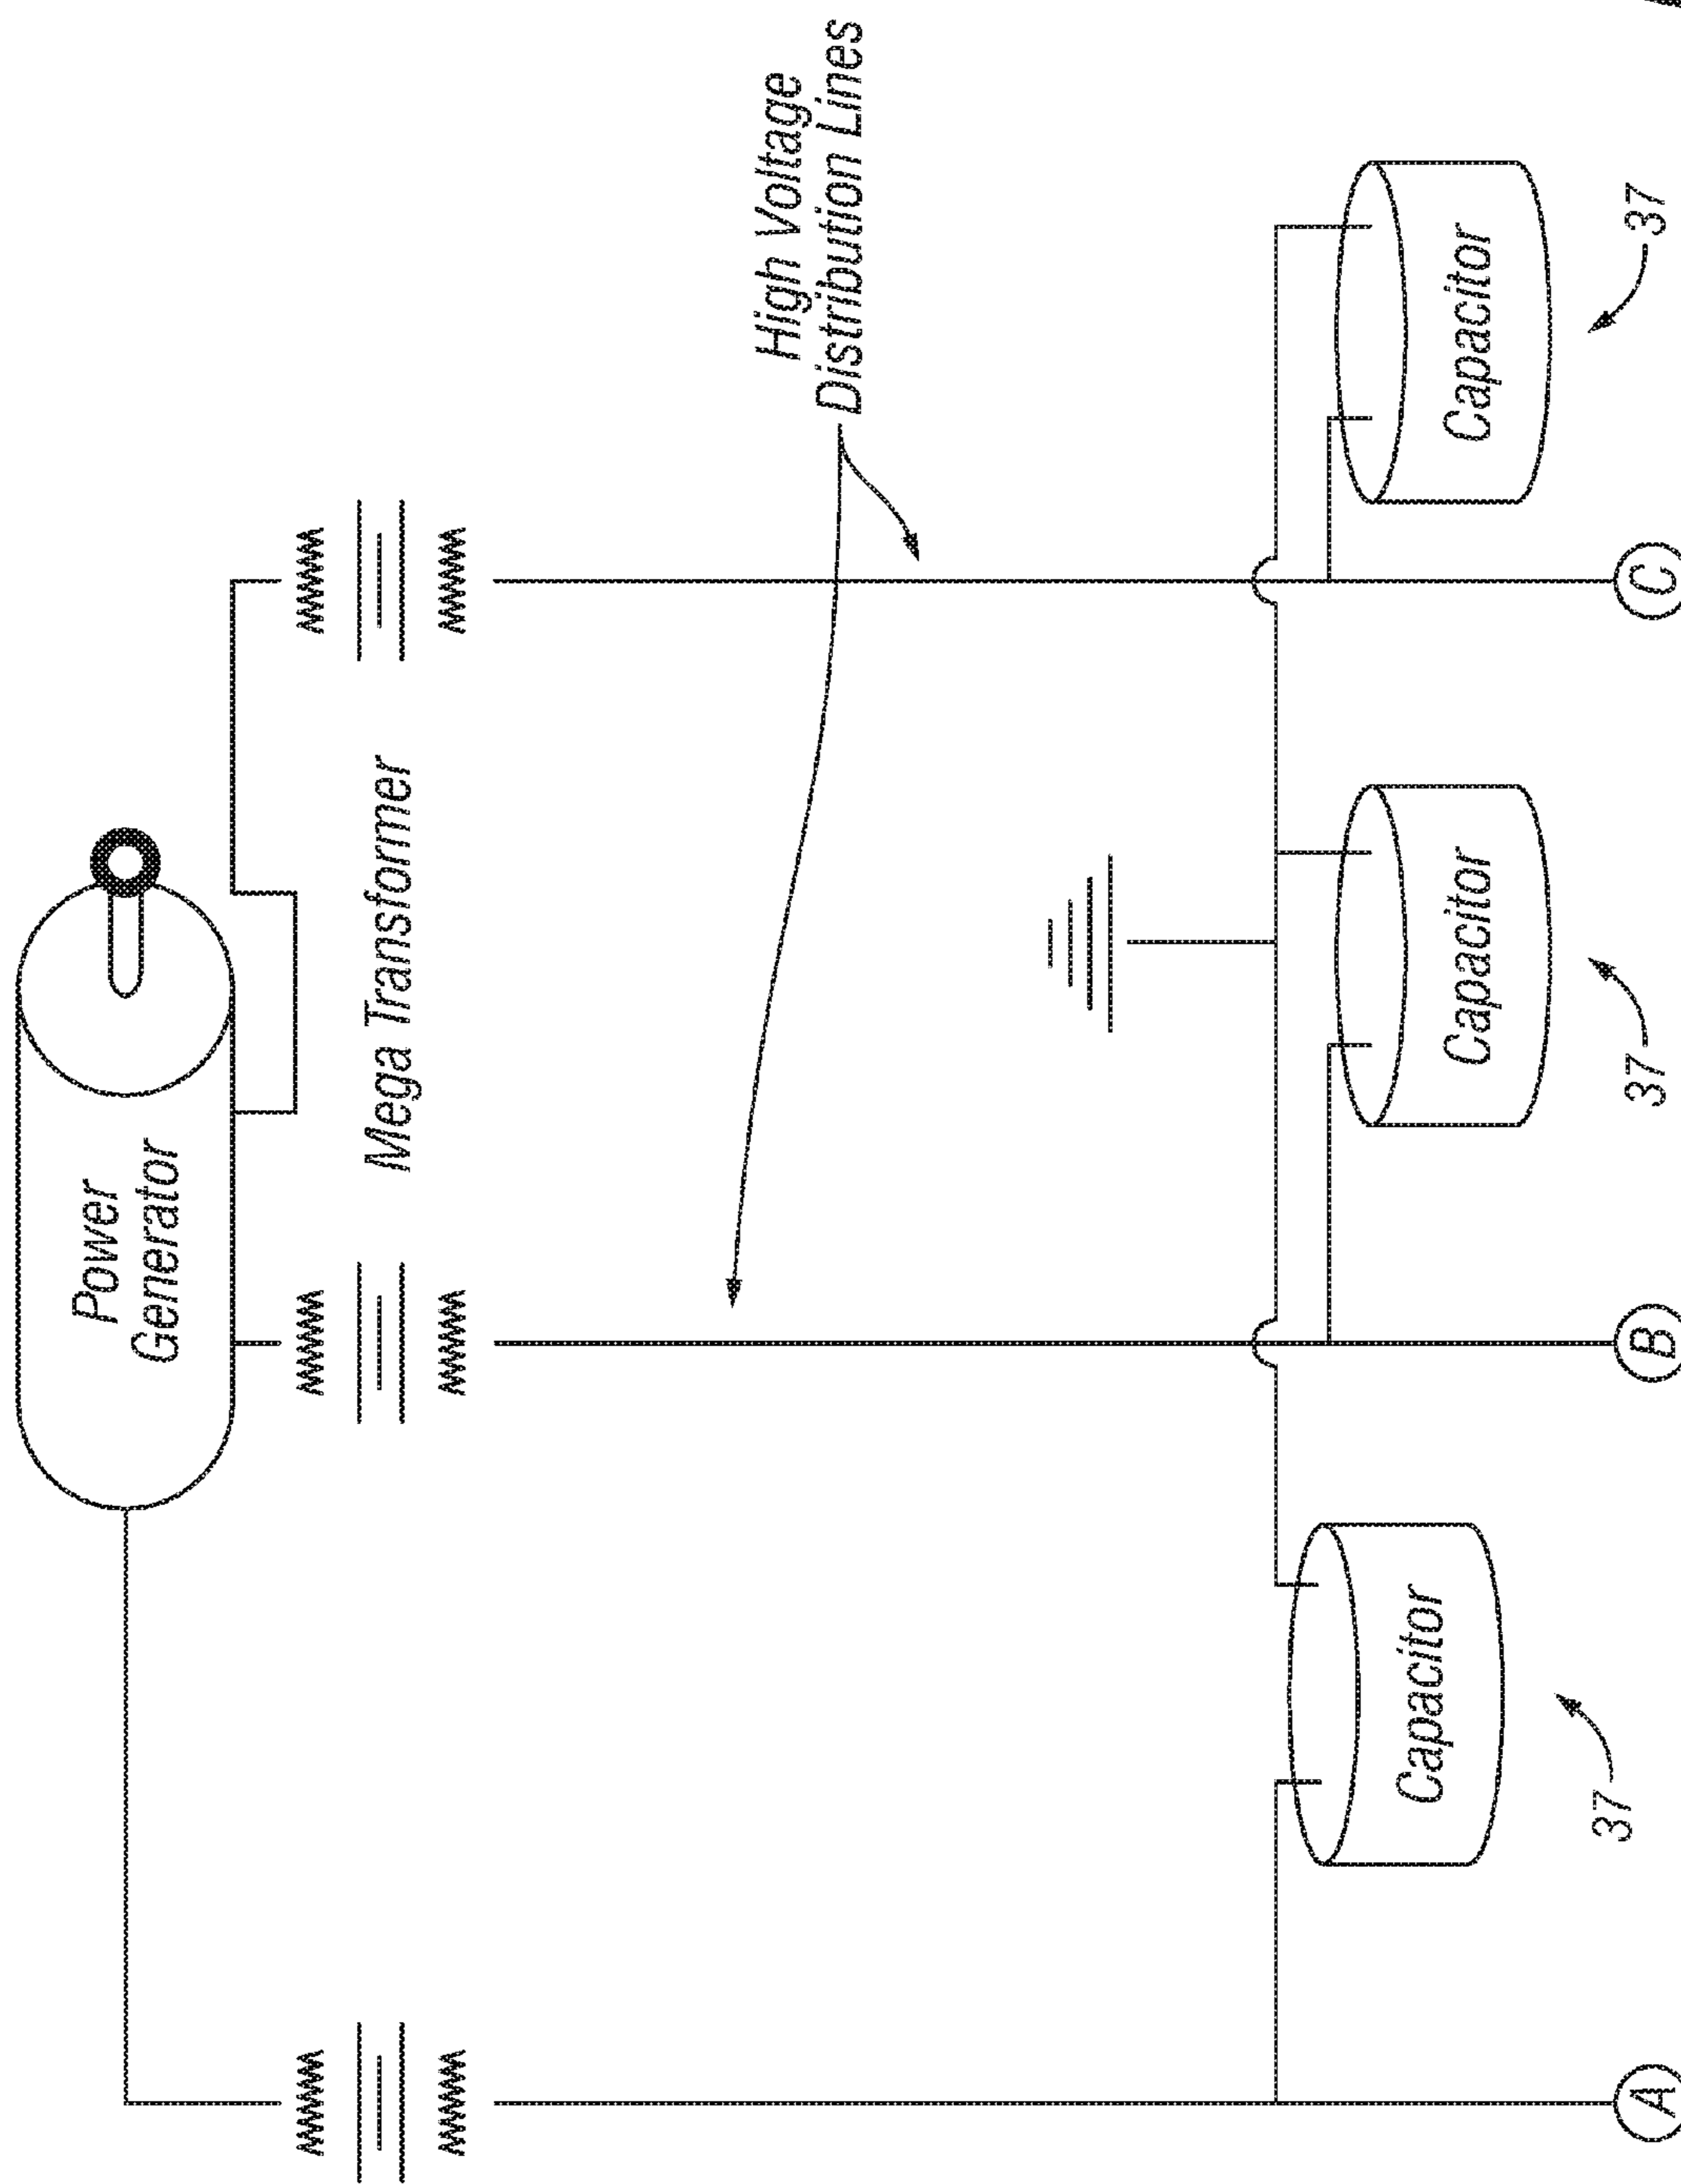 Power
Generator
Mega Transformer
High Voltage
Distribution Lines
Capacitor
37
Capacitor
37
Capacitor
37
A
B
C